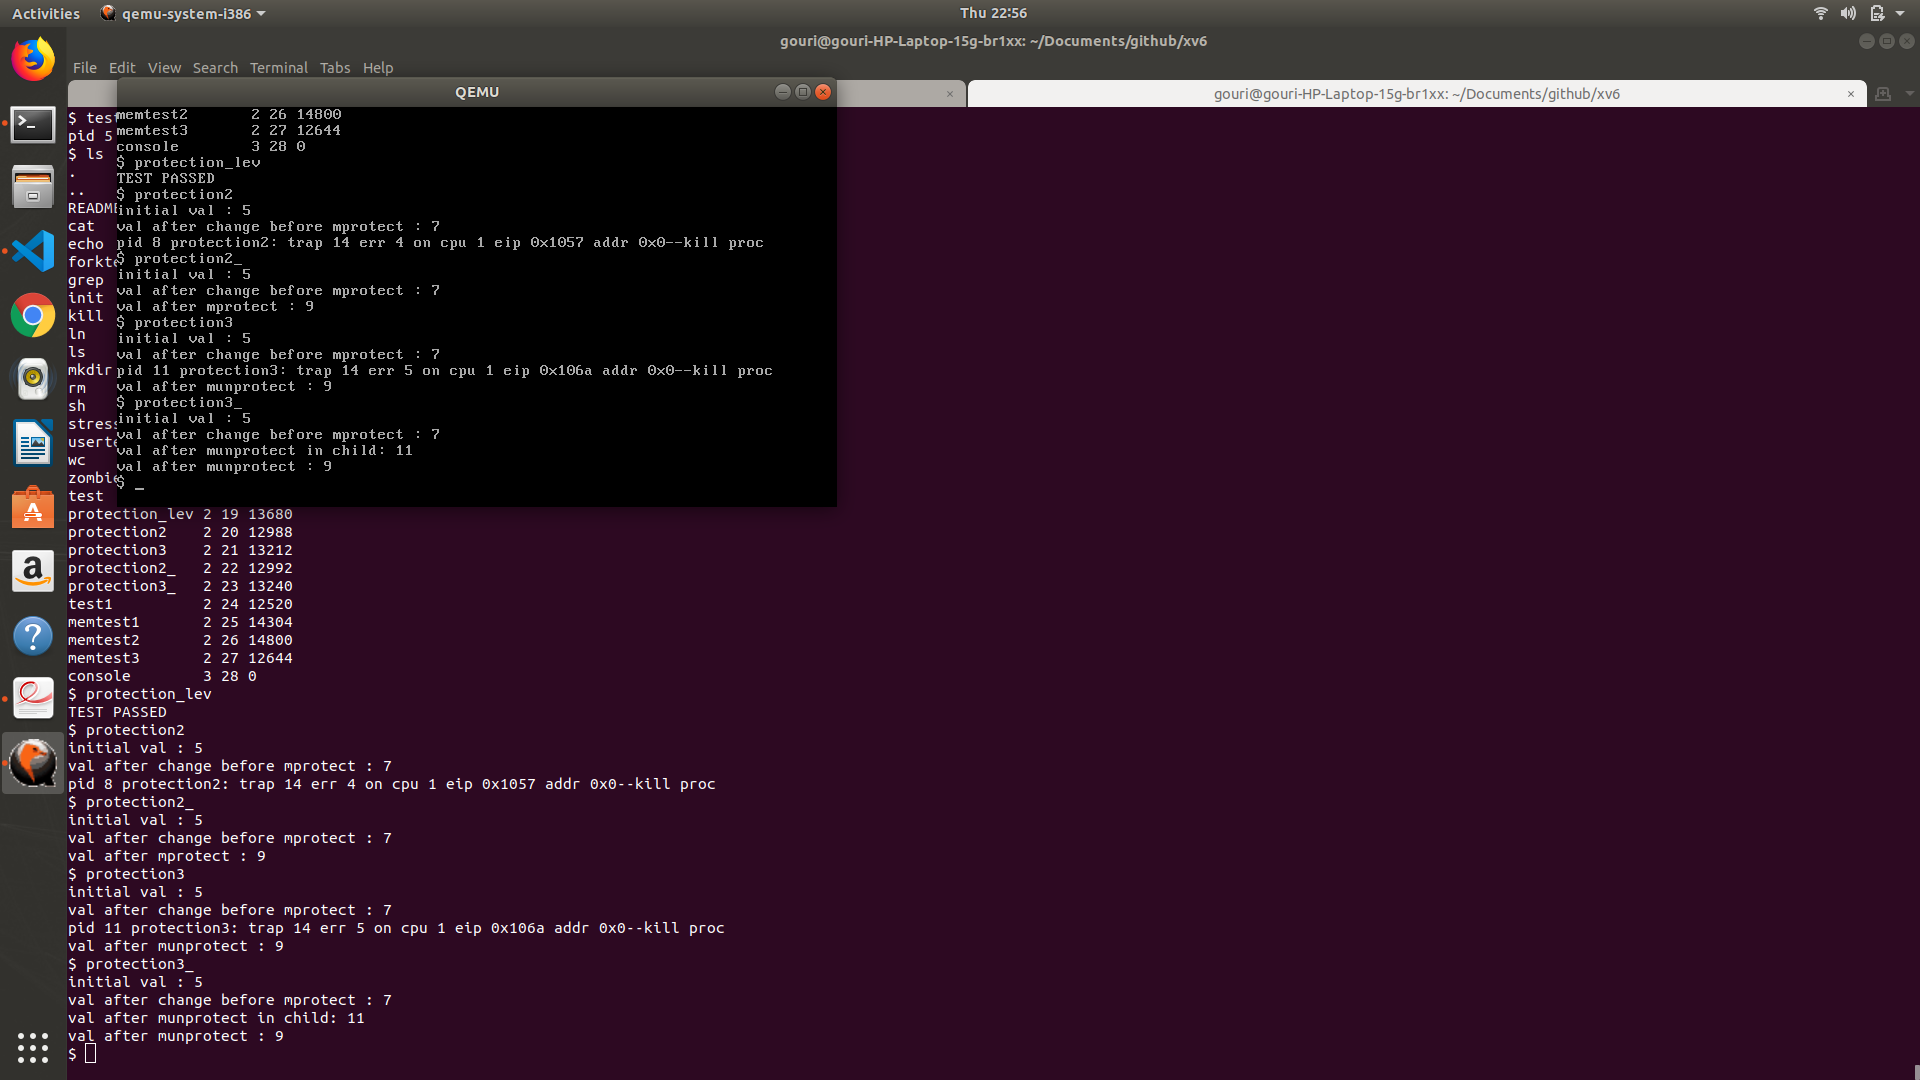 Activities
qemu-system-i386
Thu 22:56
gouri@gouri-HP-Laptop-15g-br1xx: ~/Documents/github/xv6
File Edit View Search Terminal Tabs Help
gouri@gouri-HP-Laptop-15g-br1xx: ~/Documents/github/xv6
QEMU
memtest2 2 26 14800
memtest3 2 27 12644
console 3 28 0
$ protection_lev
TEST PASSED
$ protection2
initial val : 5
val after change before mprotect : 7
pid 8 protection2: trap 14 err 4 on cpu 1 eip 0x1057 addr 0x0--kill proc
$ protection2_
initial val : 5
val after change before mprotect : 7
val after mprotect : 9
$ protection3
initial val : 5
val after change before mprotect : 7
pid 11 protection3: trap 14 err 5 on cpu 1 eip 0x106a addr 0x0--kill proc
val after munprotect : 9
$ protection3_
initial val : 5
val after change before mprotect : 7
val after munprotect in child: 11
val after munprotect : 9
$ _
$ tes
pid 5
$ ls
.
..
README
cat
echo
forkte
grep
init
kill
ln
ls
mkdir
rm
sh
stress
userte
wc
zombie
test
protection_lev 2 19 13680
protection2 2 20 12988
protection3 2 21 13212
protection2_ 2 22 12992
protection3_ 2 23 13240
test1 2 24 12520
memtest1 2 25 14304
memtest2 2 26 14800
memtest3 2 27 12644
console 3 28 0
$ protection_lev
TEST PASSED
$ protection2
initial val : 5
val after change before mprotect : 7
pid 8 protection2: trap 14 err 4 on cpu 1 eip 0x1057 addr 0x0--kill proc
$ protection2_
initial val : 5
val after change before mprotect : 7
val after mprotect : 9
$ protection3
initial val : 5
val after change before mprotect : 7
pid 11 protection3: trap 14 err 5 on cpu 1 eip 0x106a addr 0x0--kill proc
val after munprotect : 9
$ protection3_
initial val : 5
val after change before mprotect : 7
val after munprotect in child: 11
val after munprotect : 9
$